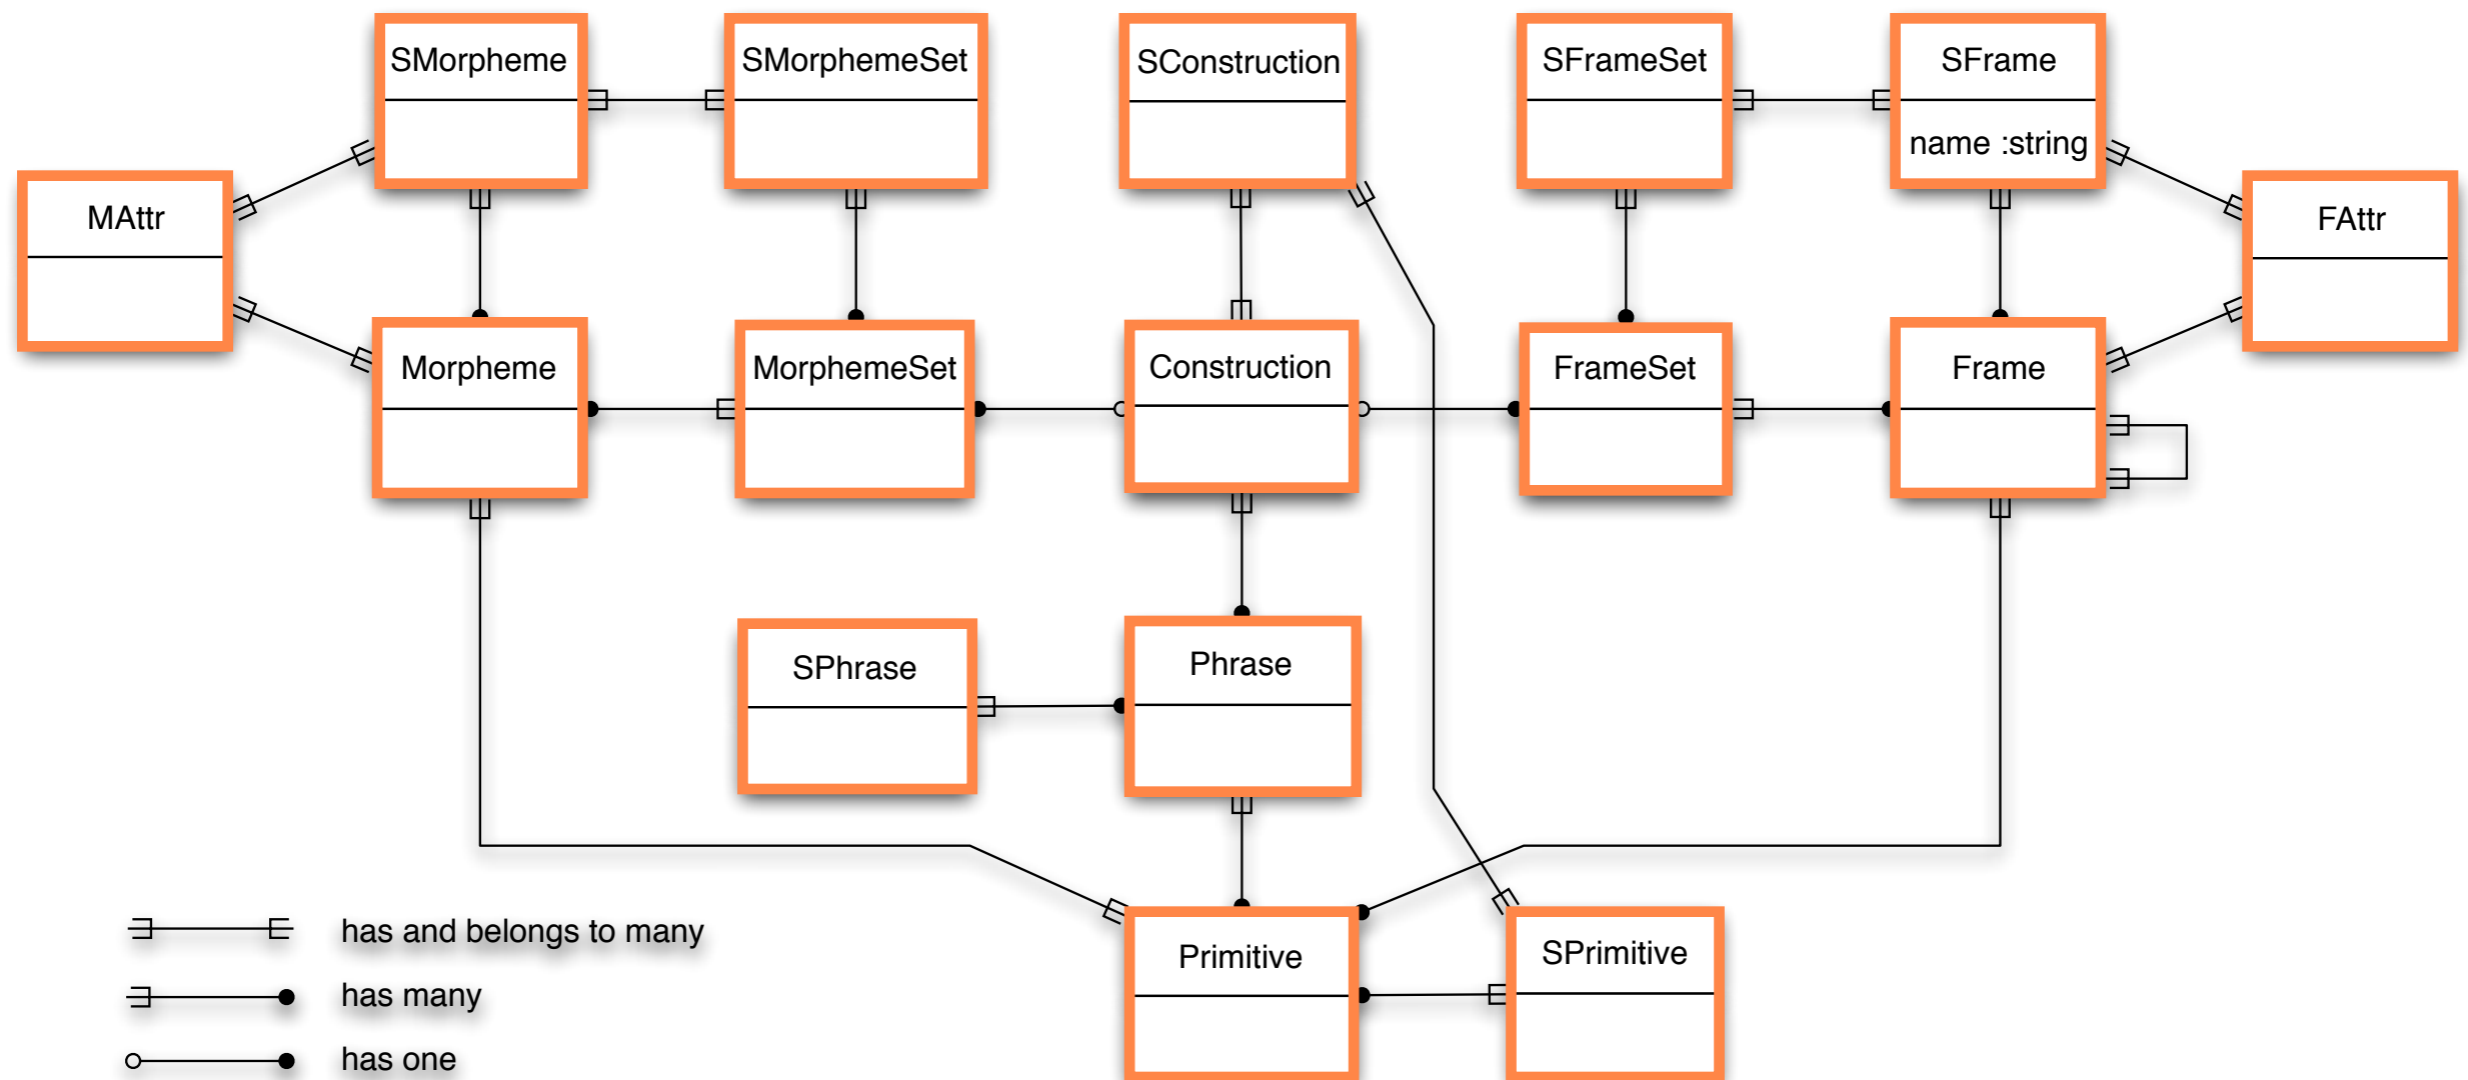 SMorpheme
SMorphemeSet
SConstruction
SFrameSet
SFrame
name :string
MAttr
FAttr
Morpheme
MorphemeSet
Construction
FrameSet
Frame
SPhrase
Phrase
has and belongs to many
Primitive
SPrimitive
has many
has one